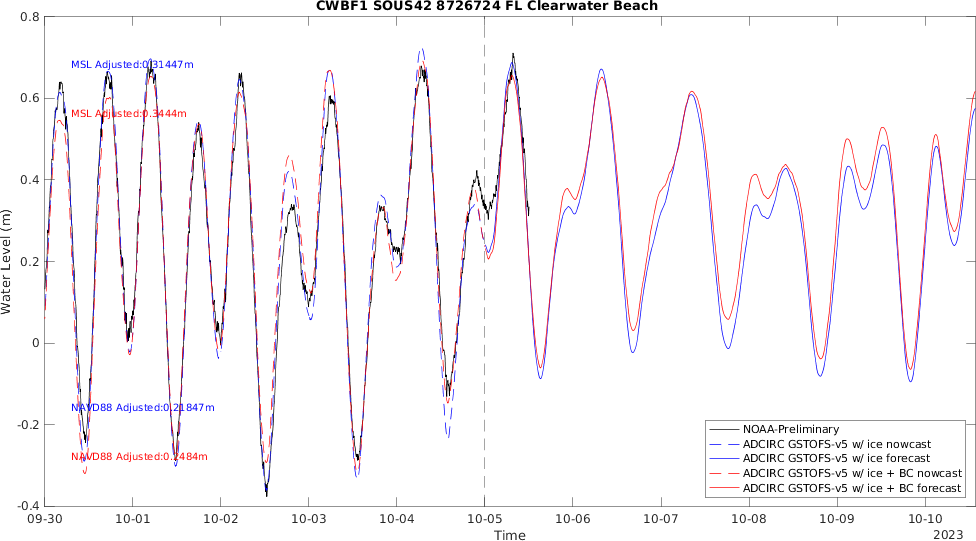 CWBF1 SOUS42 8726724 FL Clearwater Beach
0.8
0.6
0.4
0.2
0
-0.2
-0.4
Water Level (m)
MSL Adjusted:0.31447m
MSL Adjusted:0.3444m
NAVD88 Adjusted:0.21847m
NAVD88 Adjusted:0.2484m
NOAA-Preliminary
ADCIRC GSTOFS-v5 w/ ice nowcast
ADCIRC GSTOFS-v5 w/ ice forecast
ADCIRC GSTOFS-v5 w/ ice + BC nowcast
ADCIRC GSTOFS-v5 w/ ice + BC forecast
09-30 10-01 10-02 10-03 10-04 10-05 10-06 10-07 10-08 10-09 10-10
Time
2023